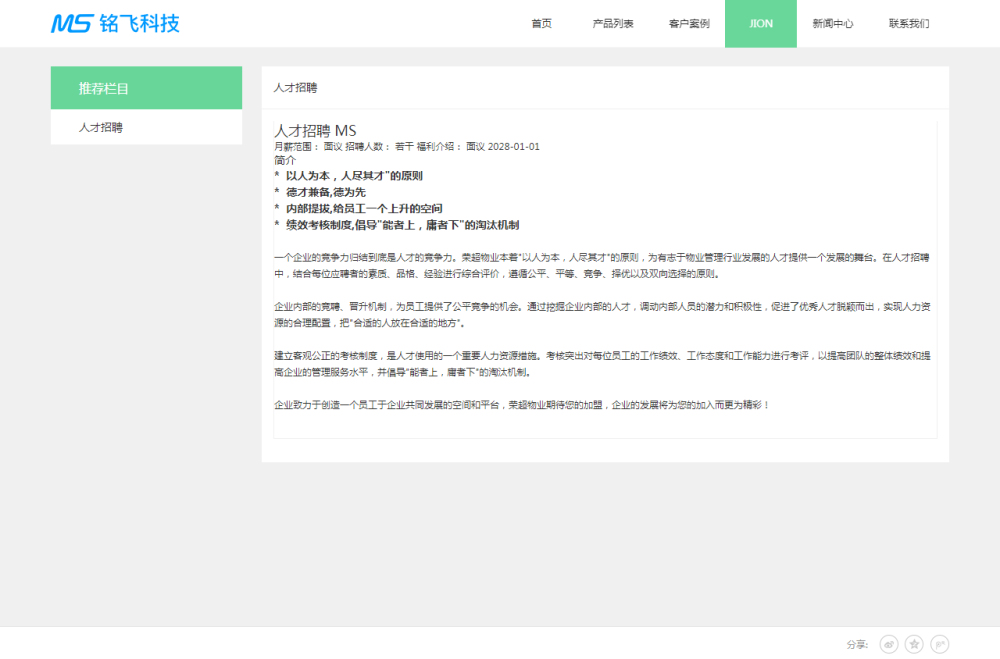 MS 铭飞科技
首页 产品列表 客户案例 JION 新闻中心 联系我们
推荐栏目
人才招聘
人才招聘
人才招聘 MS
月薪范围： 面议 招聘人数： 若干 福利介绍： 面议 2028-01-01
简介
* 以人为本，人尽其才"的原则
* 德才兼备,德为先
* 内部提拔,给员工一个上升的空间
* 绩效考核制度,倡导"能者上，庸者下"的淘汰机制
一个企业的竞争力归结到底是人才的竞争力。荣超物业本着"以人为本，人尽其才"的原则，为有志于物业管理行业发展的人才提供一个发展的舞台。在人才招聘
中，结合每位应聘者的素质、品格、经验进行综合评价，遵循公平、平等、竞争、择优以及双向选择的原则。
企业内部的竞聘、晋升机制，为员工提供了公平竞争的机会。通过挖掘企业内部的人才，调动内部人员的潜力和积极性，促进了优秀人才脱颖而出，实现人力资
源的合理配置，把"合适的人放在合适的地方"。
建立客观公正的考核制度，是人才使用的一个重要人力资源措施。考核突出对每位员工的工作绩效、工作态度和工作能力进行考评，以提高团队的整体绩效和提
高企业的管理服务水平，并倡导"能者上，庸者下"的淘汰机制。
企业致力于创造一个员工于企业共同发展的空间和平台，荣超物业期待您的加盟，企业的发展将为您的加入而更为精彩！
分享: